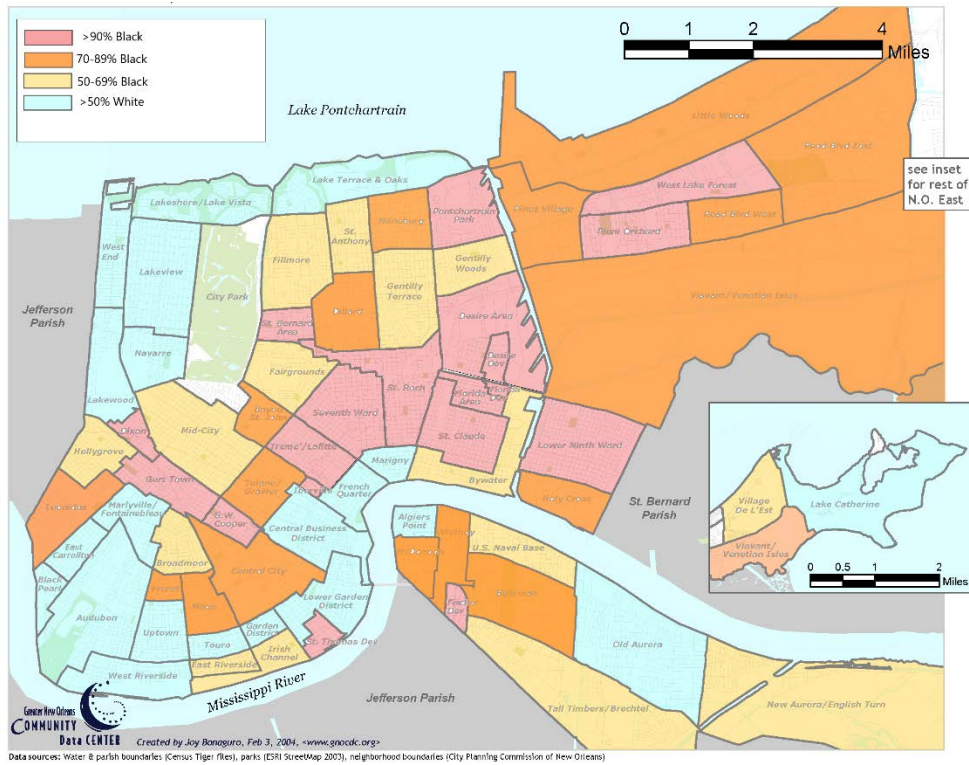 >90% Black
70-89% Black
50-69% Black
>50% White
0 1 2 4
Miles
Lake Pontchartrain
Little Woods
Read Blvd East
see inset
for rest of
N.O. East
West Lake Forest
Lake Terrace & Oaks
Lakeshore/Lake Vista
Pontchartrain
Park
Pines Village
Read Blvd West
Plum Orchard
West
End
Lakeview
City Park
Fillmore
St.
Anthony
Gentilly
Woods
Gentilly
Terrace
Viavant/Venetian Isles
Jefferson
Parish
Dillard
Desire Area
St. Bernard
Area
Desire
Dev
Navarre
Fairgrounds
St. Roch
Florida
Area
Lakewood
Bayou
St. John
Seventh Ward
Dixon
Mid-City
St. Claude
Lower Ninth Ward
Hollygrove
Treme'/Lafitte
Marigny
Bywater
Gert Town
French
Quarter
Holy Cross
St. Bernard
Parish
Village
De L'Est
Lake Catherine
Viavant/
Venetian Isles
0 0.5 1 2
Miles
Leonidas
Marlyville/
Fontainebleau
B.W.
Cooper
Central Business
District
Algiers
Point
Whitney
U.S. Naval Base
East
Carrollton
Broadmoor
Central City
Black
Pearl
Freret
Milan
Lower Garden
District
Behrman
Fischer
Dev
Audubon
Uptown
Touro
Garden
District
St. Thomas Dev
Old Aurora
Irish
Channel
East Riverside
West Riverside
Mississippi River
Jefferson Parish
Tall Timbers/Brechtel
New Aurora/English Turn
Greater New Orleans
COMMUNITY
Data CENTER
Created by Joy Bonaguro, Feb 3, 2004, <www.gnocdc.org>
Data sources: Water & parish boundaries (Census Tiger files), parks (ESRI StreetMap 2003), neighborhood boundaries (City Planning Commission of New Orleans)